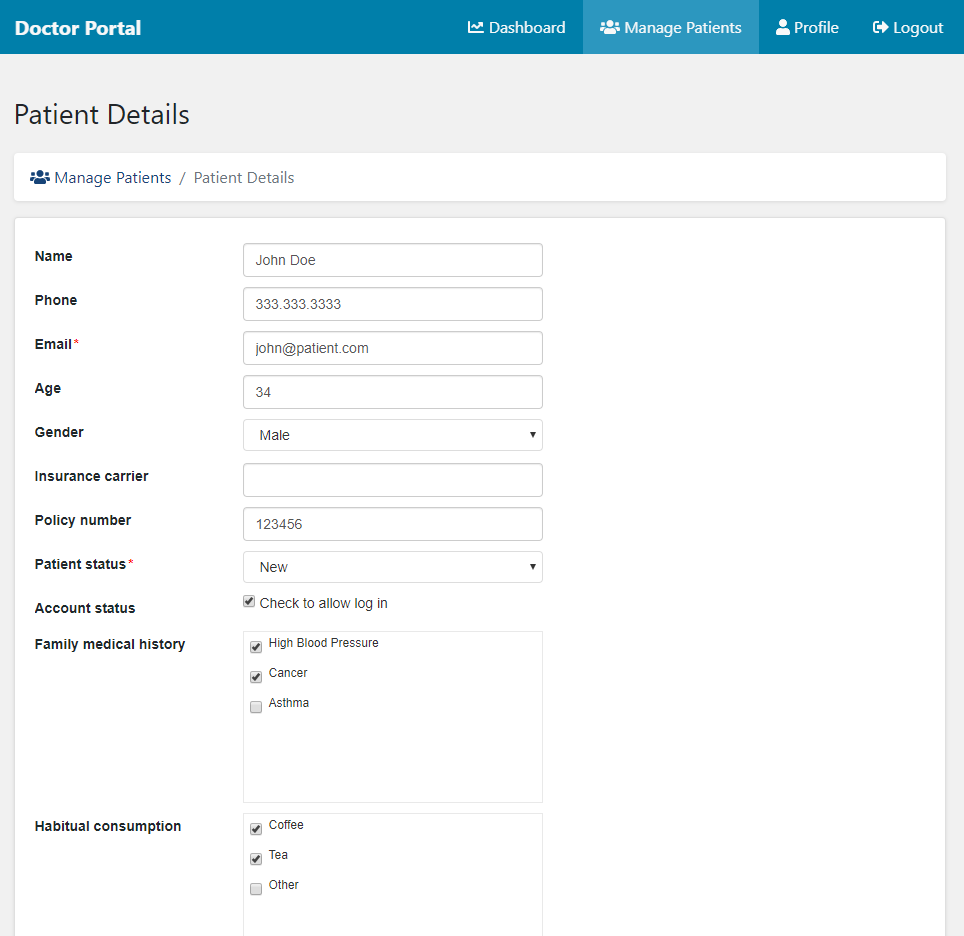 Doctor Portal Dashboard Manage Patients Profile Logout
Patient Details
Manage Patients / Patient Details
Name John Doe
Phone 333.333.3333
Email* john@patient.com
Age 34
Gender Male
Insurance carrier
Policy number 123456
Patient status* New
Account status Check to allow log in
Family medical history High Blood Pressure
Cancer
Asthma
Habitual consumption Coffee
Tea
Other